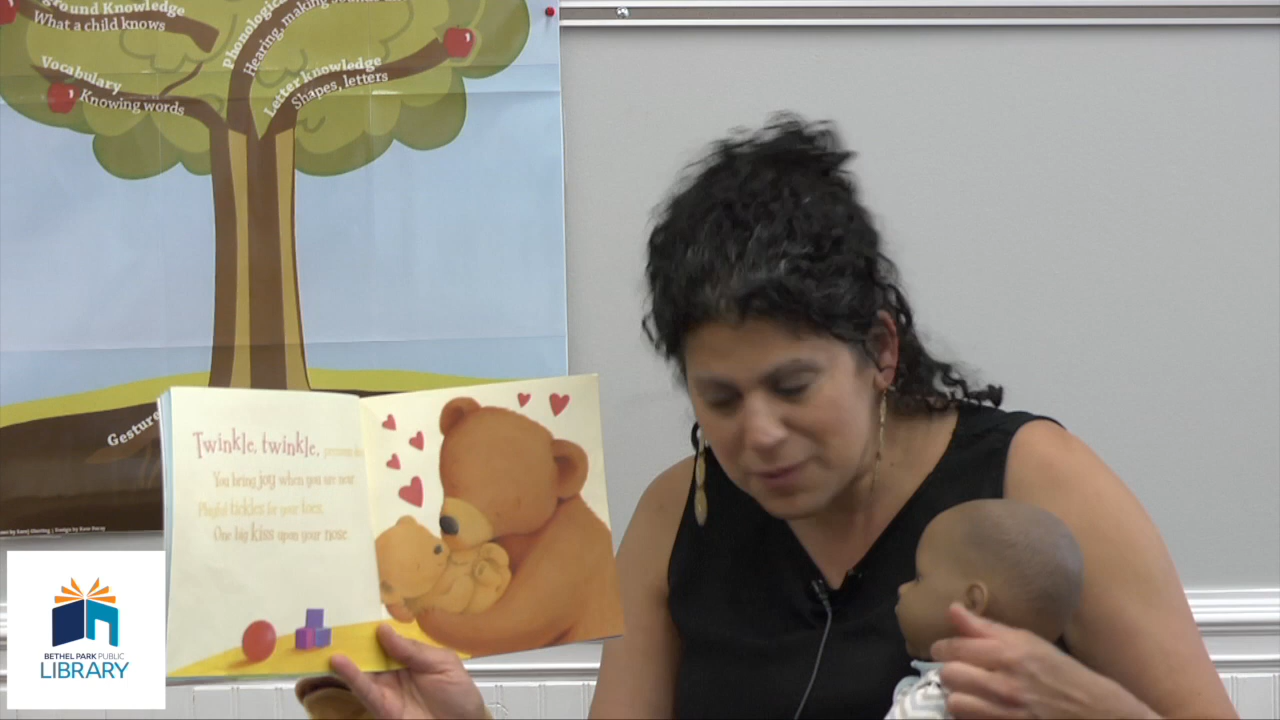 ground Knowledge
What a child knows
Phonologic
Hearing, making sounds
Vocabulary
Knowing words
Letter knowledge
Shapes, letters
Gesture
Twinkle, twinkle,
You bring joy when you are near.
Playful tickles for your toes.
One big kiss upon your nose.
BETHEL PARK PUBLIC
LIBRARY